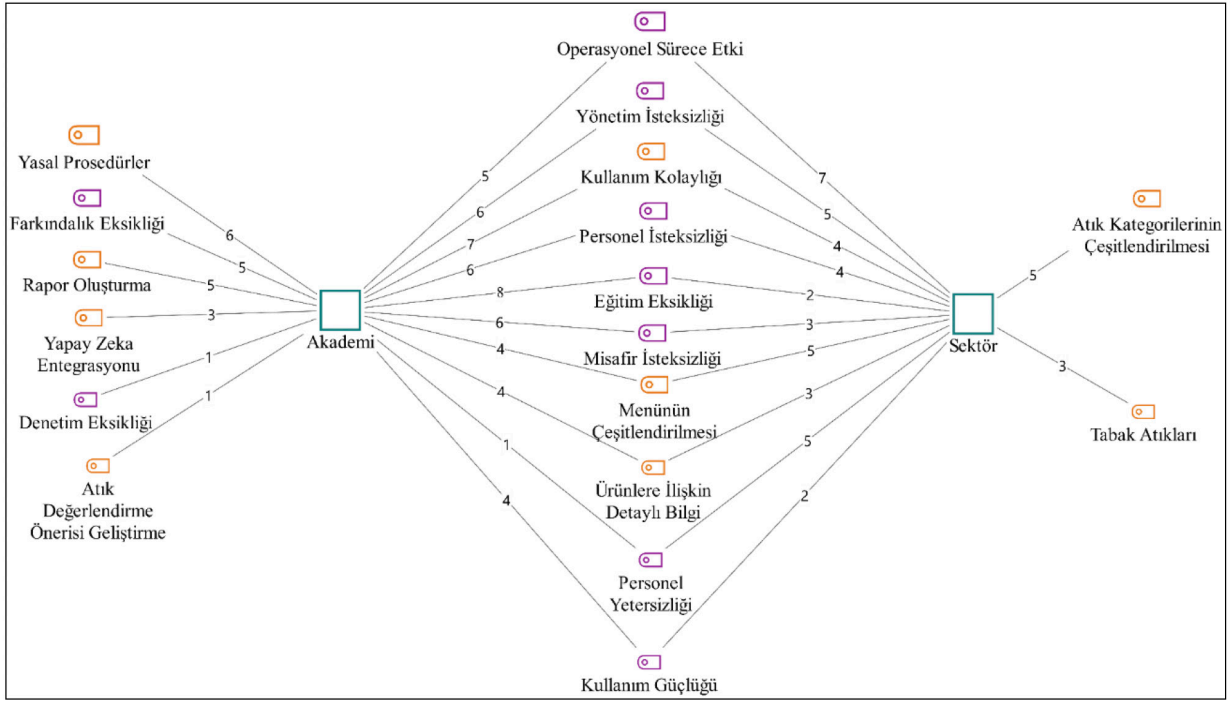 Operasyonel Sürece Etki
Yönetim İsteksizliği
Kullanım Kolaylığı
Personel İsteksizliği
Eğitim Eksikliği
Misafir İsteksizliği
Menünün
Çeşitlendirilmesi
Ürünlere İlişkin
Detaylı Bilgi
Personel
Yetersizliği
Kullanım Güçlüğü
Yasal Prosedürler
Farkındalık Eksikliği
Rapor Oluşturma
Yapay Zeka
Entegrasyonu
Denetim Eksikliği
Atık
Değerlendirme
Önerisi Geliştirme
6
5
5
3
1
1
Akademi
5
6
7
6
8
6
4
4
1
4
7
5
4
4
2
3
5
3
5
2
Sektör
5
3
Atık Kategorilerinin
Çeşitlendirilmesi
Tabak Atıkları